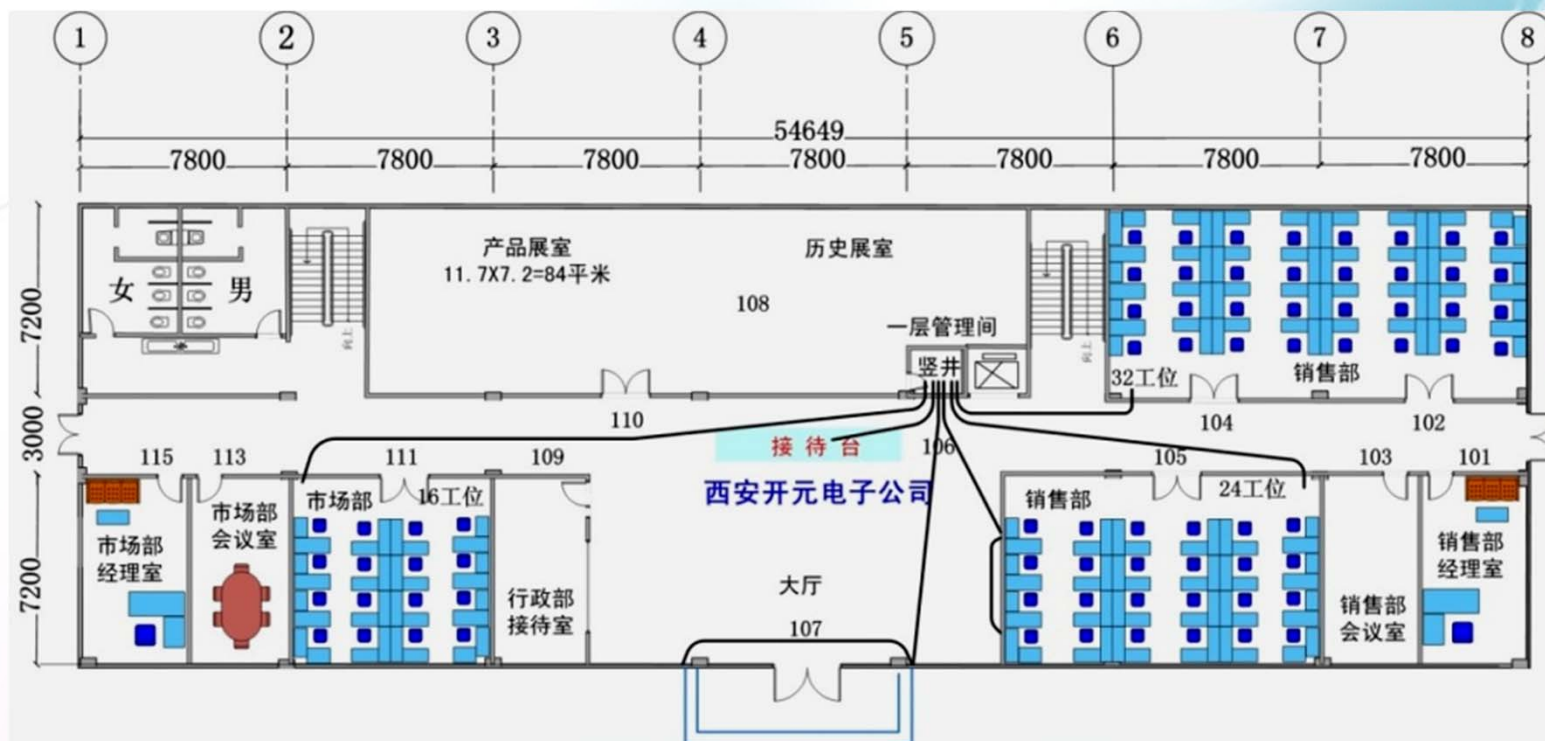 1 2 3 4 5 6 7 8
54649
7800 7800 7800 7800 7800 7800 7800
7200
3000
7200
女 男
向上
产品展室
11.7X7.2=84平米
历史展室
108
一层管理间
竖井
向上
32工位
销售部
110
接待台
106
104
102
115
113
111
109
105
103
101
西安开元电子公司
市场部
16工位
市场部
会议室
市场部
经理室
行政部
接待室
大厅
107
销售部
24工位
销售部
会议室
销售部
经理室